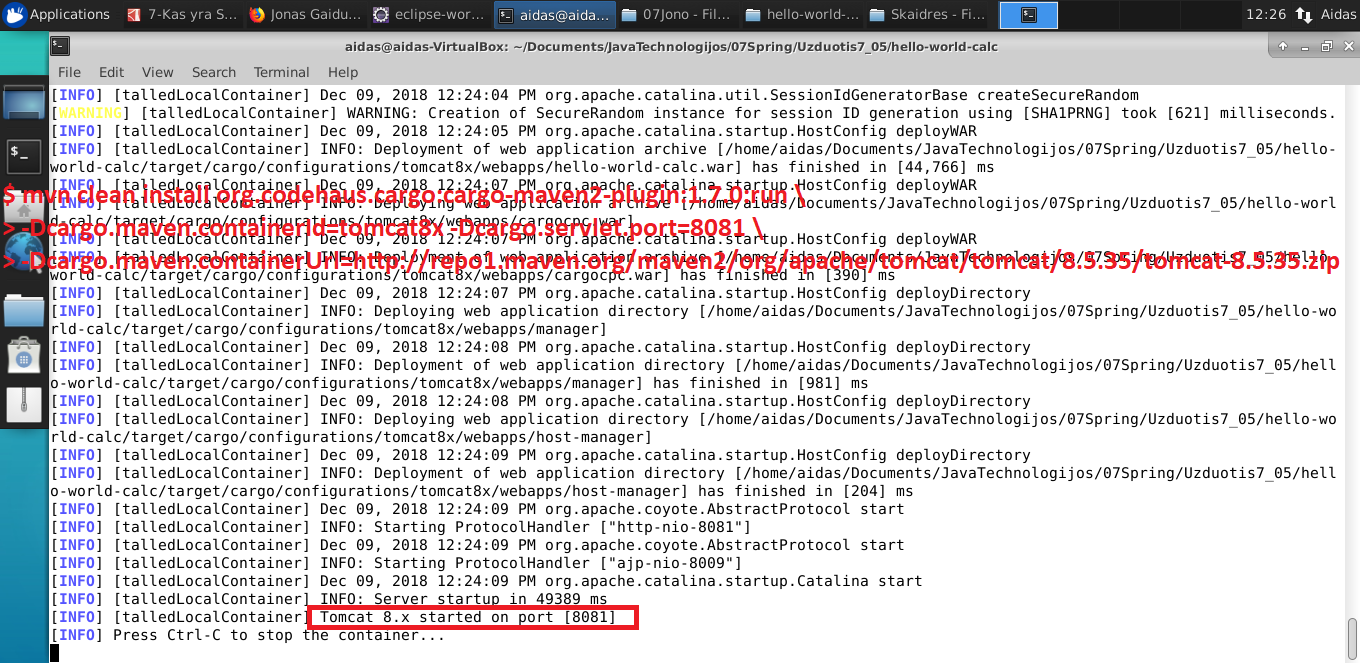 Applications
7-Kas yra S...
Jonas Gaidu...
eclipse-wor...
aidas@aida...
07Jono - Fil...
hello-world-...
Skaidres - Fi...
12:26
Aidas
aidas@aidas-VirtualBox: ~/Documents/JavaTechnologijos/07Spring/Uzduotis7_05/hello-world-calc
File Edit View Search Terminal Help
[INFO] [talledLocalContainer] Dec 09, 2018 12:24:04 PM org.apache.catalina.util.SessionIdGeneratorBase createSecureRandom
[WARNING] [talledLocalContainer] WARNING: Creation of SecureRandom instance for session ID generation using [SHA1PRNG] took [621] milliseconds.
[INFO] [talledLocalContainer] Dec 09, 2018 12:24:05 PM org.apache.catalina.startup.HostConfig deployWAR
[INFO] [talledLocalContainer] INFO: Deployment of web application archive [/home/aidas/Documents/JavaTechnologijos/07Spring/Uzduotis7_05/hello-
world-calc/target/cargo/configurations/tomcat8x/webapps/hello-world-calc.war] has finished in [44,766] ms
[INFO] [talledLocalContainer] Dec 09, 2018 12:24:07 PM org.apache.catalina.startup.HostConfig deployWAR
$ mvn clean install org.codehaus.cargo:cargo-maven2-plugin:1.7.0:run \
[INFO] [talledLocalContainer] INFO: Deploying web application archive [/home/aidas/Documents/JavaTechnologijos/07Spring/Uzduotis7_05/hello-worl
d-calc/target/cargo/configurations/tomcat8x/webapps/cargocpc.war]
> -Dcargo.maven.containerId=tomcat8x -Dcargo.servlet.port=8081 \
[INFO] [talledLocalContainer] Dec 09, 2018 12:24:07 PM org.apache.catalina.startup.HostConfig deployWAR
[INFO] [talledLocalContainer] INFO: Deployment of web application archive [/home/aidas/Documents/JavaTechnologijos/07Spring/Uzduotis7_05/hello-
> -Dcargo.maven.containerUrl=http://repo1.maven.org/maven2/org/apache/tomcat/tomcat/8.5.35/tomcat-8.5.35.zip
world-calc/target/cargo/configurations/tomcat8x/webapps/cargocpc.war] has finished in [390] ms
[INFO] [talledLocalContainer] Dec 09, 2018 12:24:07 PM org.apache.catalina.startup.HostConfig deployDirectory
[INFO] [talledLocalContainer] INFO: Deploying web application directory [/home/aidas/Documents/JavaTechnologijos/07Spring/Uzduotis7_05/hello-wo
rld-calc/target/cargo/configurations/tomcat8x/webapps/manager]
[INFO] [talledLocalContainer] Dec 09, 2018 12:24:08 PM org.apache.catalina.startup.HostConfig deployDirectory
[INFO] [talledLocalContainer] INFO: Deployment of web application directory [/home/aidas/Documents/JavaTechnologijos/07Spring/Uzduotis7_05/hell
o-world-calc/target/cargo/configurations/tomcat8x/webapps/manager] has finished in [981] ms
[INFO] [talledLocalContainer] Dec 09, 2018 12:24:08 PM org.apache.catalina.startup.HostConfig deployDirectory
[INFO] [talledLocalContainer] INFO: Deploying web application directory [/home/aidas/Documents/JavaTechnologijos/07Spring/Uzduotis7_05/hello-wo
rld-calc/target/cargo/configurations/tomcat8x/webapps/host-manager]
[INFO] [talledLocalContainer] Dec 09, 2018 12:24:09 PM org.apache.catalina.startup.HostConfig deployDirectory
[INFO] [talledLocalContainer] INFO: Deployment of web application directory [/home/aidas/Documents/JavaTechnologijos/07Spring/Uzduotis7_05/hell
o-world-calc/target/cargo/configurations/tomcat8x/webapps/host-manager] has finished in [204] ms
[INFO] [talledLocalContainer] Dec 09, 2018 12:24:09 PM org.apache.coyote.AbstractProtocol start
[INFO] [talledLocalContainer] INFO: Starting ProtocolHandler ["http-nio-8081"]
[INFO] [talledLocalContainer] Dec 09, 2018 12:24:09 PM org.apache.coyote.AbstractProtocol start
[INFO] [talledLocalContainer] INFO: Starting ProtocolHandler ["ajp-nio-8009"]
[INFO] [talledLocalContainer] Dec 09, 2018 12:24:09 PM org.apache.catalina.startup.Catalina start
[INFO] [talledLocalContainer] INFO: Server startup in 49389 ms
[INFO] [talledLocalContainer] Tomcat 8.x started on port [8081]
[INFO] Press Ctrl-C to stop the container...